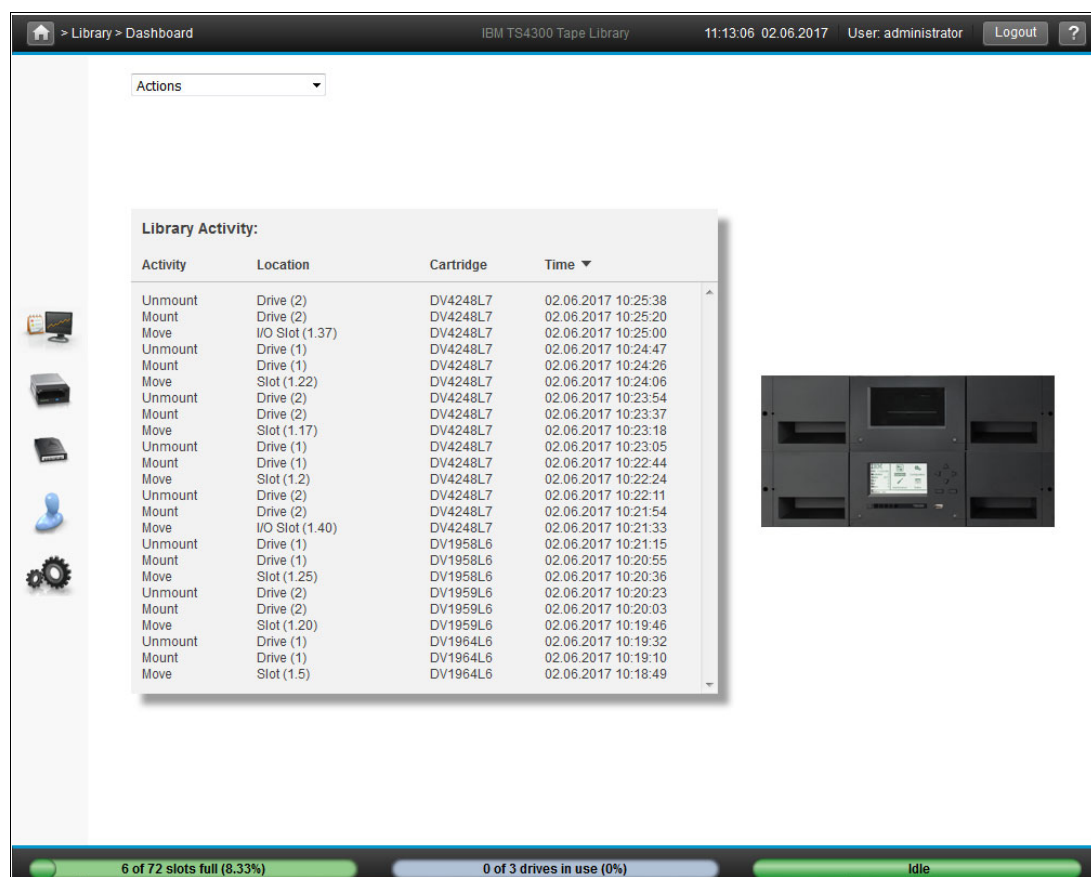 > Library > Dashboard IBM TS4300 Tape Library 11:13:06 02.06.2017 User: administrator Logout ?
Actions
Library Activity:
Activity Location Cartridge Time
Unmount Drive (2) DV4248L7 02.06.2017 10:25:38
Mount Drive (2) DV4248L7 02.06.2017 10:25:20
Move I/O Slot (1.37) DV4248L7 02.06.2017 10:25:00
Unmount Drive (1) DV4248L7 02.06.2017 10:24:47
Mount Drive (1) DV4248L7 02.06.2017 10:24:26
Move Slot (1.22) DV4248L7 02.06.2017 10:24:06
Unmount Drive (2) DV4248L7 02.06.2017 10:23:54
Mount Drive (2) DV4248L7 02.06.2017 10:23:37
Move Slot (1.17) DV4248L7 02.06.2017 10:23:18
Unmount Drive (1) DV4248L7 02.06.2017 10:23:05
Mount Drive (1) DV4248L7 02.06.2017 10:22:44
Move Slot (1.2) DV4248L7 02.06.2017 10:22:24
Unmount Drive (2) DV4248L7 02.06.2017 10:22:11
Mount Drive (2) DV4248L7 02.06.2017 10:21:54
Move I/O Slot (1.40) DV4248L7 02.06.2017 10:21:33
Unmount Drive (1) DV1958L6 02.06.2017 10:21:15
Mount Drive (1) DV1958L6 02.06.2017 10:20:55
Move Slot (1.25) DV1958L6 02.06.2017 10:20:36
Unmount Drive (2) DV1959L6 02.06.2017 10:20:23
Mount Drive (2) DV1959L6 02.06.2017 10:20:03
Move Slot (1.20) DV1959L6 02.06.2017 10:19:46
Unmount Drive (1) DV1964L6 02.06.2017 10:19:32
Mount Drive (1) DV1964L6 02.06.2017 10:19:10
Move Slot (1.5) DV1964L6 02.06.2017 10:18:49
6 of 72 slots full (8.33%) 0 of 3 drives in use (0%) Idle